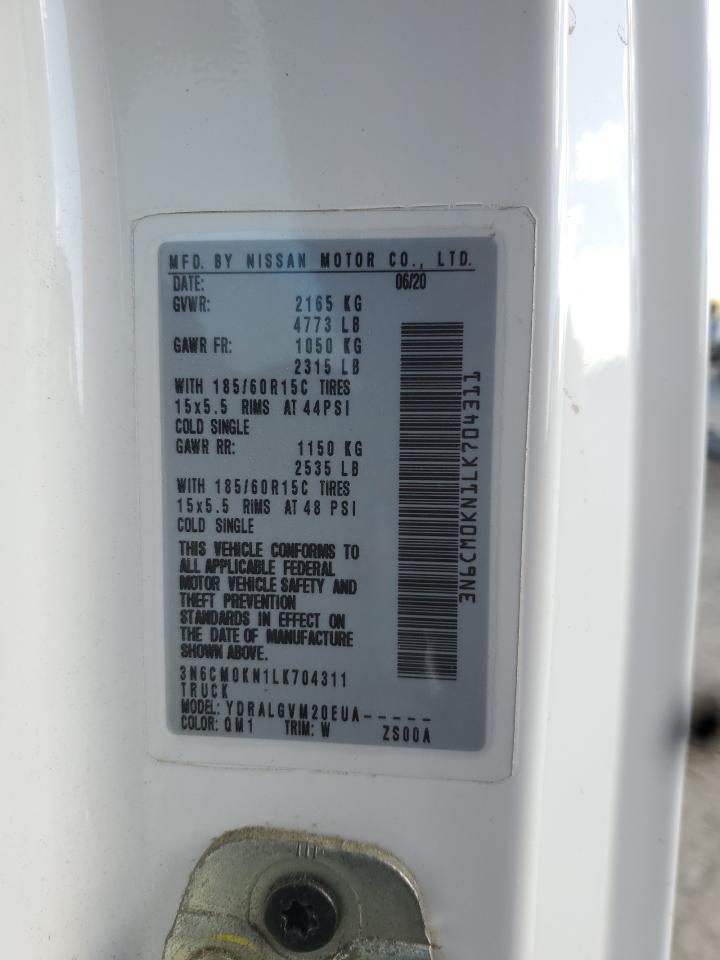 MFD. BY NISSAN MOTOR CO., LTD.
DATE: 06/20
GVWR: 2165 KG
4773 LB
GAWR FR: 1050 KG
2315 LB
WITH 185/60R15C TIRES
15x5.5 RIMS AT 44PSI
COLD SINGLE
GAWR RR: 1150 KG
2535 LB
WITH 185/60R15C TIRES
15x5.5 RIMS AT 48 PSI
COLD SINGLE
THIS VEHICLE CONFORMS TO
ALL APPLICABLE FEDERAL
MOTOR VEHICLE SAFETY AND
THEFT PREVENTION
STANDARDS IN EFFECT ON
THE DATE OF MANUFACTURE
SHOWN ABOVE.
3N6CM0KN1LK704311
TRUCK
MODEL: YDRALGVM20EUA-----
COLOR: QM1 TRIM: W ZS00A
3N6CM0KN1LK704311